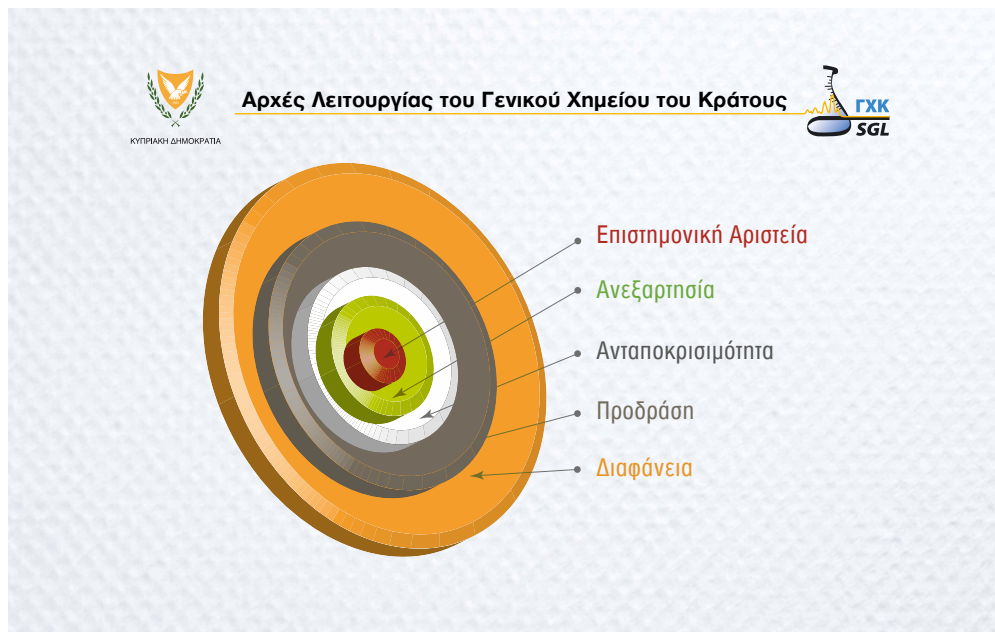 Αρχές Λειτουργίας του Γενικού Χημείου του Κράτους
ΚΥΠΡΙΑΚΗ ΔΗΜΟΚΡΑΤΙΑ
ΓΧΚ
SGL
Επιστημονική Αριστεία
Ανεξαρτησία
Ανταποκρισιμότητα
Προδράση
Διαφάνεια